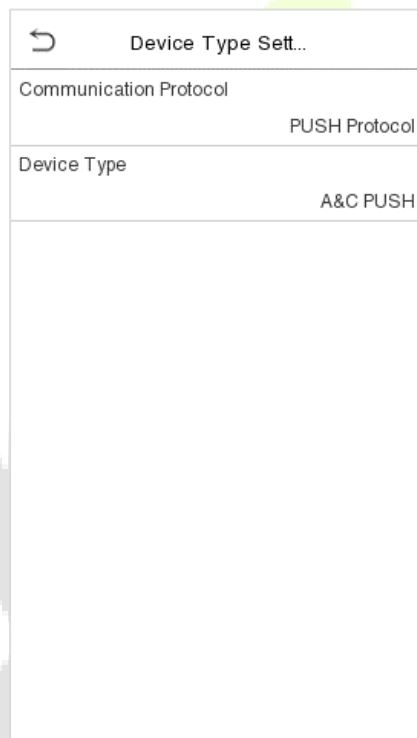 Device Type Sett...
Communication Protocol
PUSH Protocol
Device Type
A&C PUSH